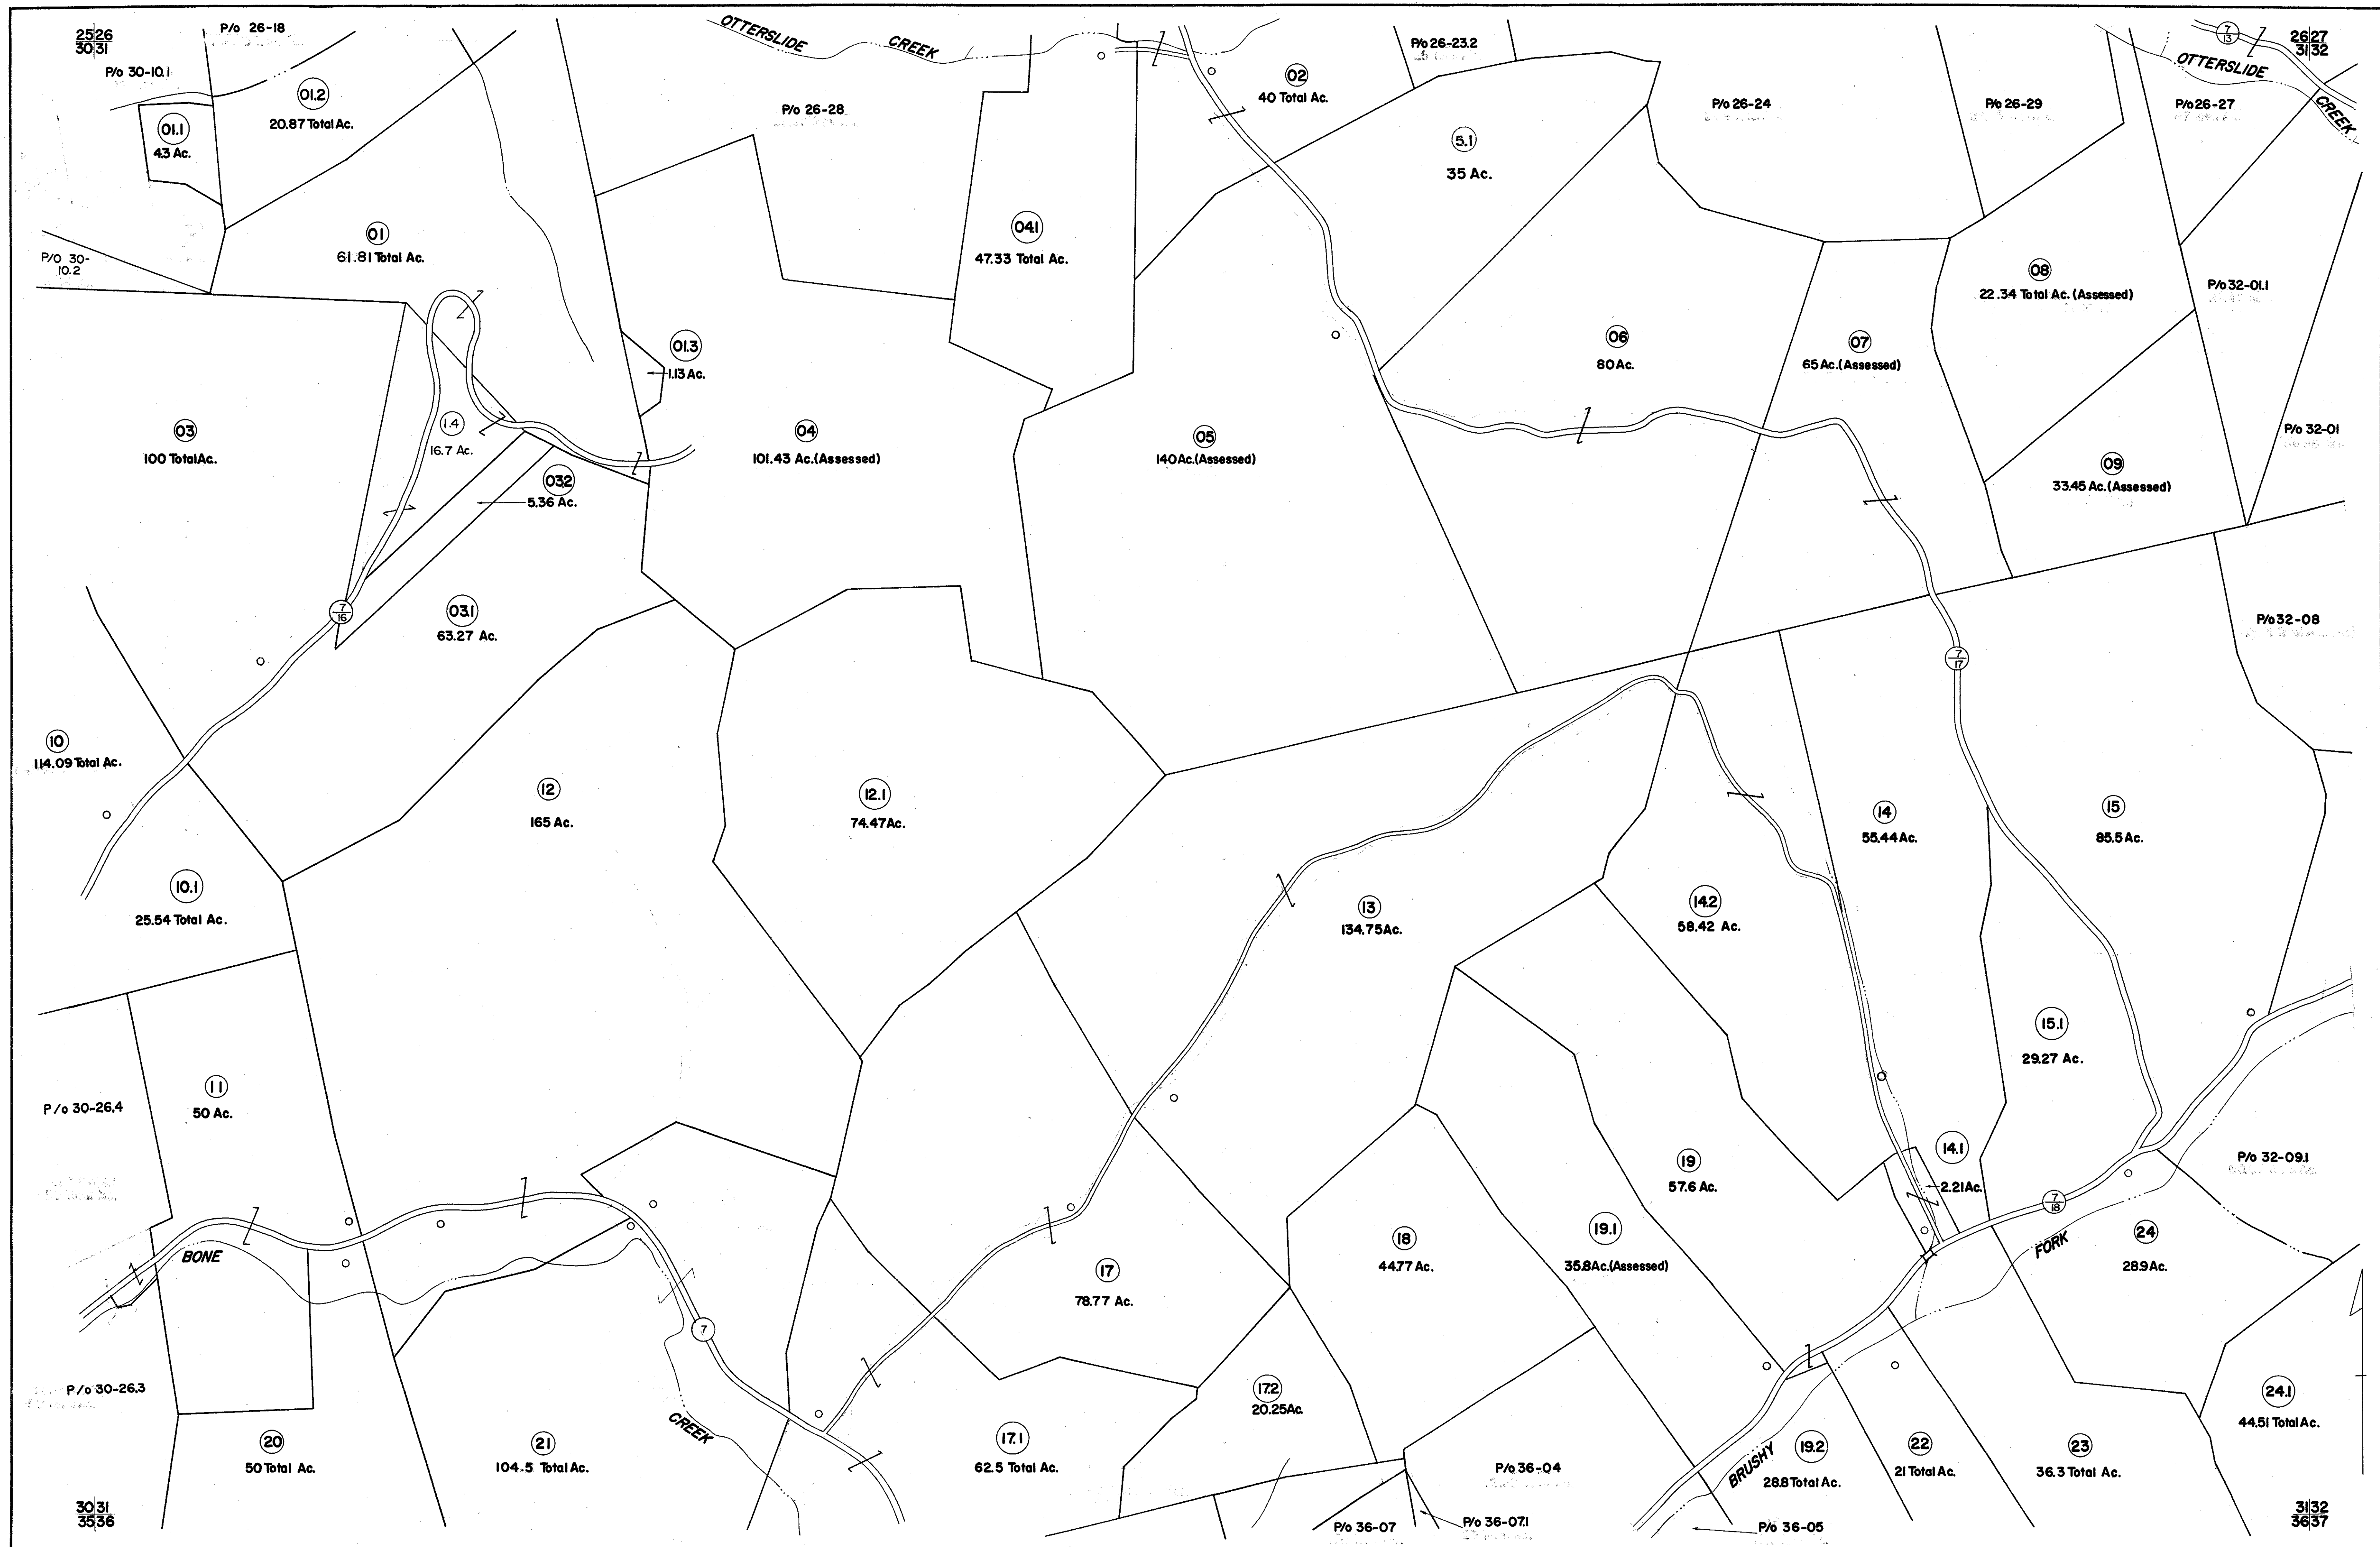 25 26
30 31
P/o 26-18
P/o 30-10.1
01.2
20.87 Total Ac.
01.1
4.3 Ac.
OTTERSLIDE CREEK
P/o 26-28
02
40 Total Ac.
P/o 26-23.2
P/o 26-24
P/o 26-29
P/o 26-27
7
13
OTTERSLIDE
CREEK
26 27
31 32
5.1
35 Ac.
P/o 30-
10.2
01
61.81 Total Ac.
04.1
47.33 Total Ac.
08
22.34 Total Ac. (Assessed)
P/o 32-01.1
01.3
1.13 Ac.
06
80 Ac.
07
65 Ac. (Assessed)
03
100 Total Ac.
1.4
16.7 Ac.
04
101.43 Ac. (Assessed)
05
140 Ac. (Assessed)
P/o 32-01
09
33.45 Ac. (Assessed)
03.2
5.36 Ac.
7
16
03.1
63.27 Ac.
P/o 32-08
7
17
10
114.09 Total Ac.
12
165 Ac.
12.1
74.47 Ac.
14
55.44 Ac.
15
85.5 Ac.
10.1
25.54 Total Ac.
13
134.75 Ac.
14.2
58.42 Ac.
15.1
29.27 Ac.
11
50 Ac.
P/o 30-26.4
14.1
2.21 Ac.
P/o 32-09.1
19
57.6 Ac.
7
18
BONE
17
78.77 Ac.
18
44.77 Ac.
19.1
35.8 Ac. (Assessed)
FORK
24
28.9 Ac.
7
P/o 30-26.3
17.2
20.25 Ac.
24.1
44.51 Total Ac.
CREEK
20
50 Total Ac.
21
104.5 Total Ac.
17.1
62.5 Total Ac.
P/o 36-04
BRUSHY
19.2
28.8 Total Ac.
22
21 Total Ac.
23
36.3 Total Ac.
30 31
35 36
P/o 36-07
P/o 36-07.1
P/o 36-05
31 32
36 37